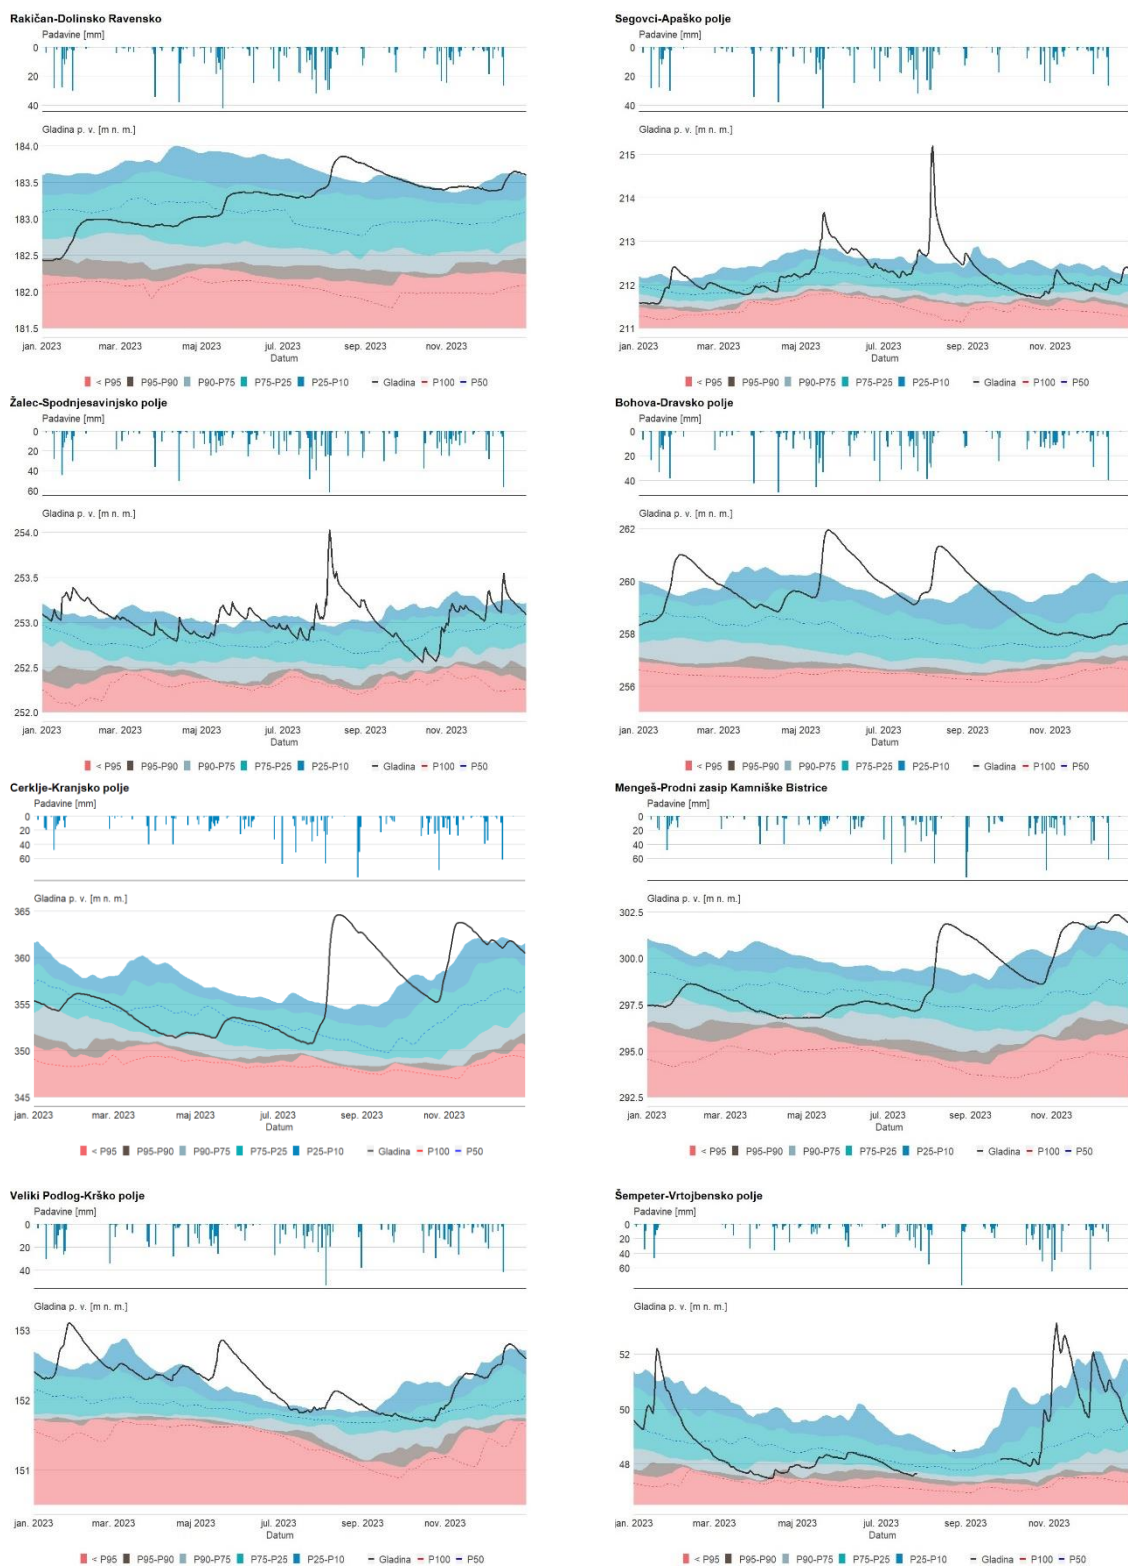 Rakičan-Dolinsko Ravensko
Padavine [mm]
0
20
40
Gladina p. v. [m n. m.]
184.0
183.5
183.0
182.5
182.0
181.5
jan. 2023 mar. 2023 maj 2023 jul. 2023 sep. 2023 nov. 2023
Datum
< P95 P95-P90 P90-P75 P75-P25 P25-P10 Gladina P100 P50
Segovci-Apaško polje
Padavine [mm]
0
20
40
Gladina p. v. [m n. m.]
215
214
213
212
211
jan. 2023 mar. 2023 maj 2023 jul. 2023 sep. 2023 nov. 2023
Datum
< P95 P95-P90 P90-P75 P75-P25 P25-P10 Gladina P100 P50
Žalec-Spodnjesavinjsko polje
Padavine [mm]
0
20
40
60
Gladina p. v. [m n. m.]
254.0
253.5
253.0
252.5
252.0
jan. 2023 mar. 2023 maj 2023 jul. 2023 sep. 2023 nov. 2023
Datum
< P95 P95-P90 P90-P75 P75-P25 P25-P10 Gladina P100 P50
Bohova-Dravsko polje
Padavine [mm]
0
20
40
Gladina p. v. [m n. m.]
262
260
258
256
jan. 2023 mar. 2023 maj 2023 jul. 2023 sep. 2023 nov. 2023
Datum
< P95 P95-P90 P90-P75 P75-P25 P25-P10 Gladina P100 P50
Cerklje-Kranjsko polje
Padavine [mm]
0
20
40
60
Gladina p. v. [m n. m.]
365
360
355
350
345
jan. 2023 mar. 2023 maj 2023 jul. 2023 sep. 2023 nov. 2023
Datum
< P95 P95-P90 P90-P75 P75-P25 P25-P10 Gladina P100 P50
Mengeš-Prodni zasip Kamniške Bistrice
Padavine [mm]
0
20
40
60
Gladina p. v. [m n. m.]
302.5
300.0
297.5
295.0
292.5
jan. 2023 mar. 2023 maj 2023 jul. 2023 sep. 2023 nov. 2023
Datum
< P95 P95-P90 P90-P75 P75-P25 P25-P10 Gladina P100 P50
Veliki Podlog-Krško polje
Padavine [mm]
0
20
40
Gladina p. v. [m n. m.]
153
152
151
jan. 2023 mar. 2023 maj 2023 jul. 2023 sep. 2023 nov. 2023
Datum
< P95 P95-P90 P90-P75 P75-P25 P25-P10 Gladina P100 P50
Šempeter-Vrtojbensko polje
Padavine [mm]
0
20
40
60
Gladina p. v. [m n. m.]
52
50
48
jan. 2023 mar. 2023 maj 2023 jul. 2023 sep. 2023 nov. 2023
Datum
< P95 P95-P90 P90-P75 P75-P25 P25-P10 Gladina P100 P50